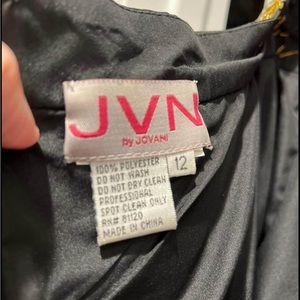 JVN
by JOVANI
12
100% POLYESTER
DO NOT WASH
DO NOT DRY CLEAN
PROFESSIONAL
SPOT CLEAN ONLY
RN# 81120
MADE IN CHINA